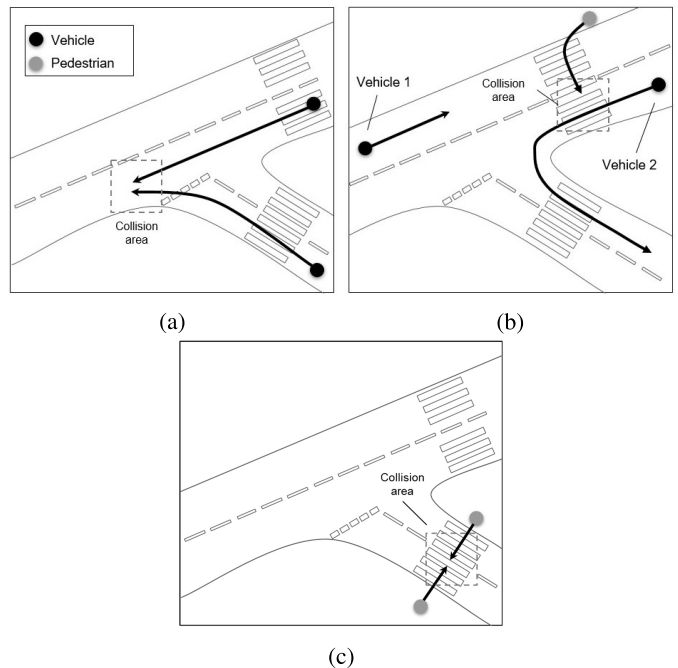 Vehicle
Pedestrian
Collision
area
(a)
Vehicle 1
Collision
area
Vehicle 2
(b)
Collision
area
(c)